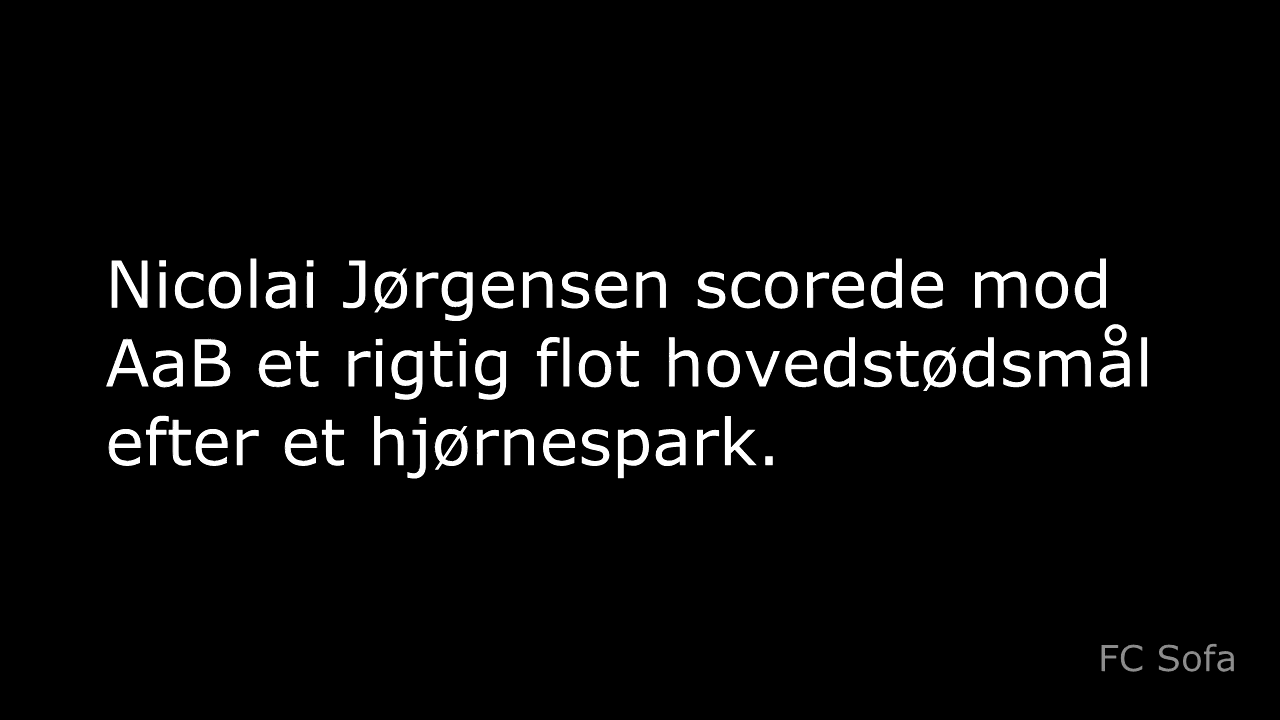 Nicolai Jørgensen scorede mod
AaB et rigtig flot hovedstødsmål
efter et hjørnespark.
FC Sofa